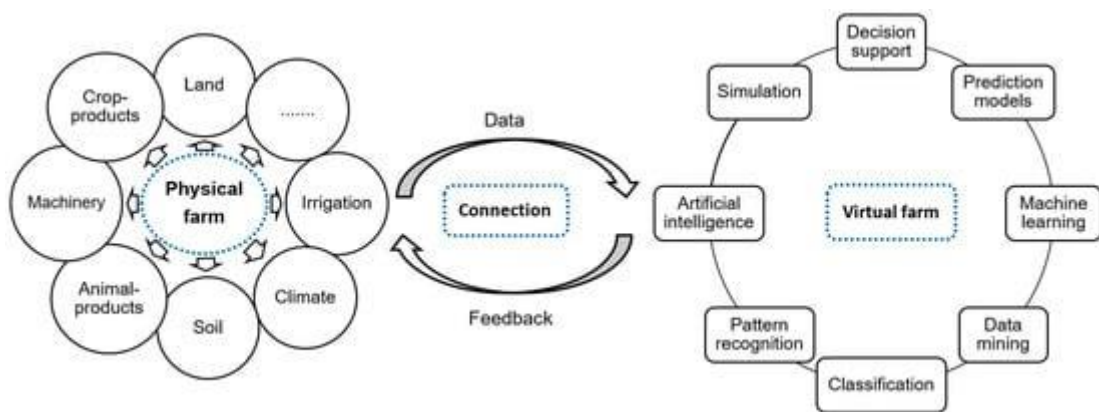 Land
Crop-
products
.......
Machinery
Physical
farm
Irrigation
Animal-
products
Soil
Climate
Data
Connection
Feedback
Decision
support
Simulation
Prediction
models
Artificial
intelligence
Virtual farm
Machine
learning
Pattern
recognition
Data
mining
Classification